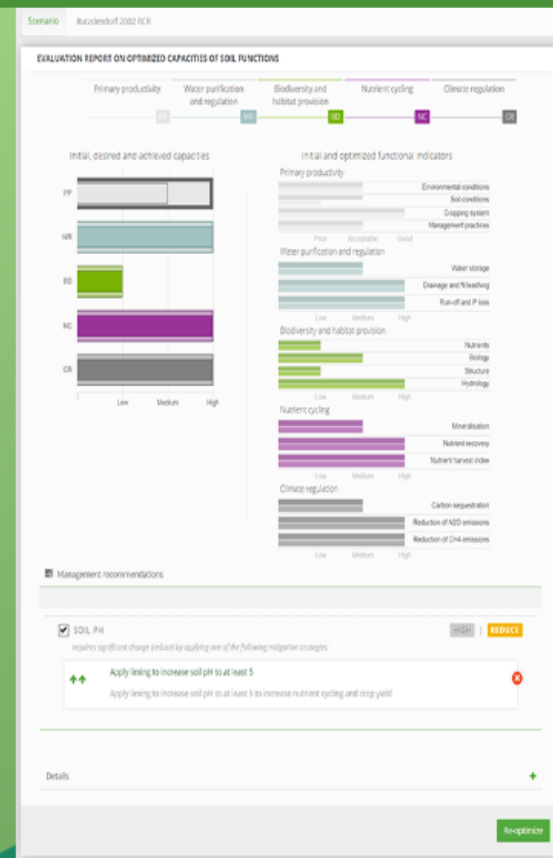 Scenario
2002 RCR
EVALUATION REPORT ON OPTIMIZED CAPACITIES OF SOIL FUNCTIONS
Primary productivity
Water purification
and regulation
Biodiversity and
habitat provision
Nutrient cycling
Climate regulation
PP
WR
BD
NC
CR
Initial, desired and achieved capacities
PP
WR
BD
NC
CR
Low Medium High
Initial and optimized functional indicators
Primary productivity
Environmental conditions
Soil conditions
Cropping system
Management practices
Poor Acceptable Good
Water purification and regulation
Water storage
Drainage and N leaching
Run-off and P loss
Low Medium High
Biodiversity and habitat provision
Nutrients
Biology
Structure
Hydrology
Low Medium High
Nutrient cycling
Mineralisation
Nutrient recovery
Nutrient harvest index
Low Medium High
Climate regulation
Carbon sequestration
Reduction of N2O emissions
Reduction of CH4 emissions
Low Medium High
Management recommendations
SOIL PH
HIGH | REDUCE
requires significant change (reduce) by applying one of the following mitigation strategies:
Apply liming to increase soil pH to at least 5
Apply liming to increase soil pH to at least 5 to increase nutrient cycling and crop yield
Details
+
Re-optimize